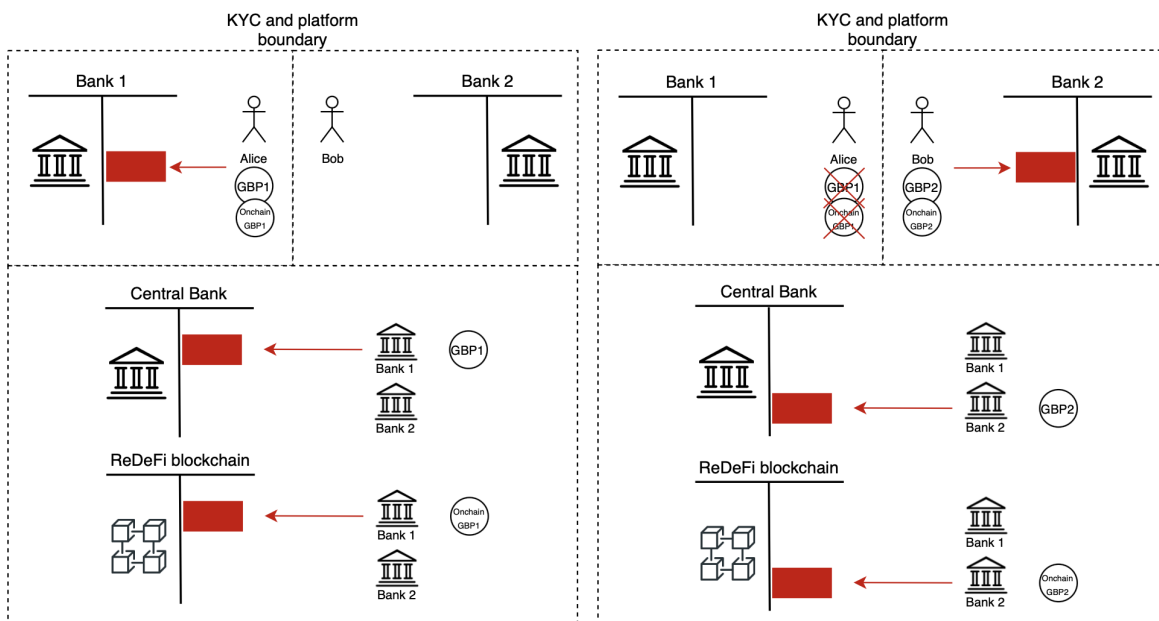 KYC and platform
boundary
Bank 1
Bank 2
Alice
Bob
GBP1
Onchain
GBP1
Central Bank
Bank 1
GBP1
Bank 2
ReDeFi blockchain
Bank 1
Onchain
GBP1
Bank 2
KYC and platform
boundary
Bank 1
Bank 2
Alice
Bob
GBP1
GBP2
Onchain
GBP1
Onchain
GBP2
Central Bank
Bank 1
Bank 2
GBP2
ReDeFi blockchain
Bank 1
Bank 2
Onchain
GBP2